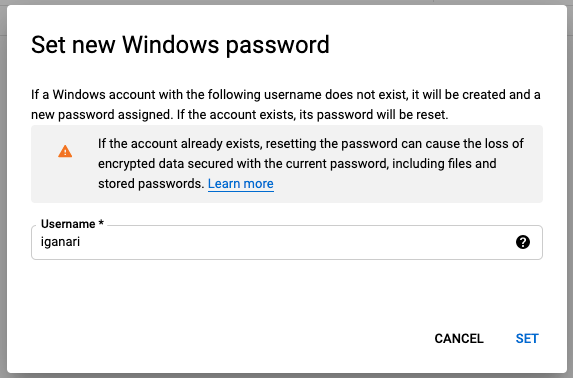 Set new Windows password
If a Windows account with the following username does not exist, it will be created and a
new password assigned. If the account exists, its password will be reset.
If the account already exists, resetting the password can cause the loss of
encrypted data secured with the current password, including files and
stored passwords. Learn more
Username *
iganari
CANCEL SET